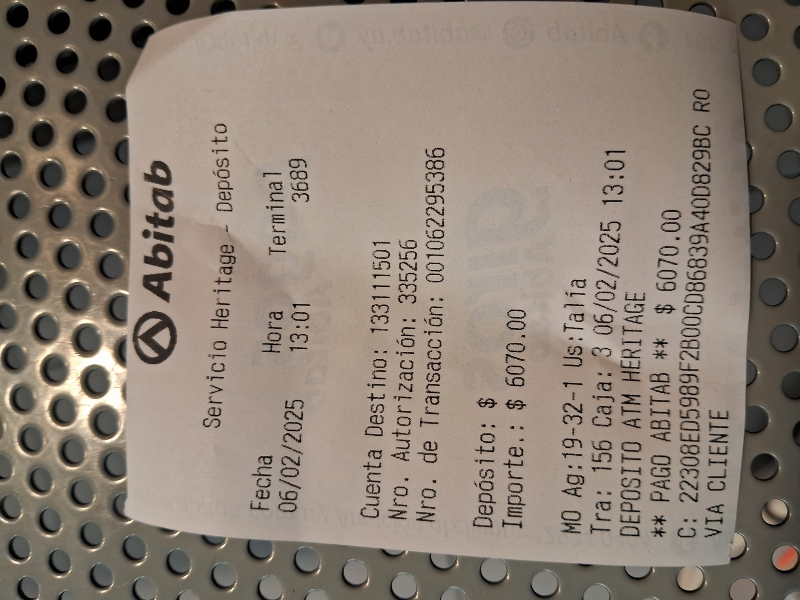 Abitab
Servicio Heritage - Depósito
Fecha Hora Terminal
06/02/2025 13:01 3689
Cuenta Destino: 133111501
Nro. Autorización: 335256
Nro. de Transacción: 001062295386
Depósito: $
Importe.: $ 6070.00
MO Ag:19-32-1 Us:Talía
Tra: 156 Caja: 3 06/02/2025 13:01
DEPOSITO ATM HERITAGE
** PAGO ABITAB ** $ 6070.00
C: 22308ED5989F2B00CD86839A40D829BC RO
VIA CLIENTE